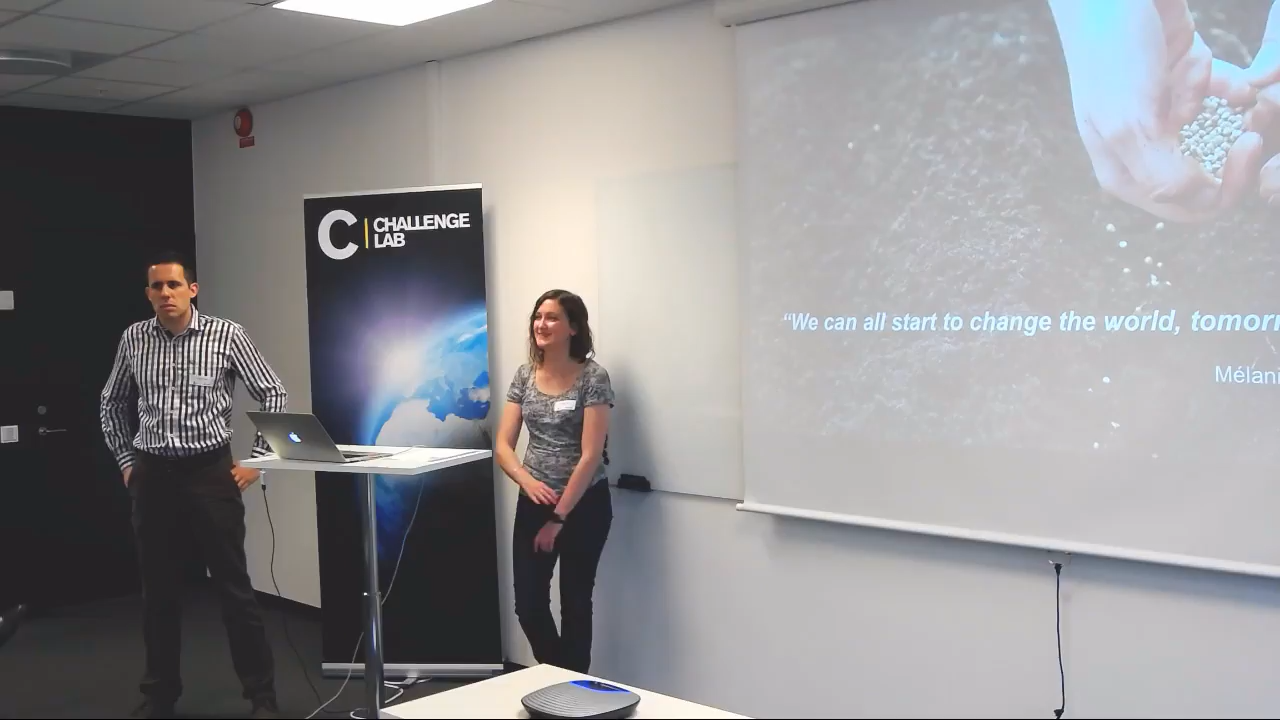 C CHALLENGE
LAB
“We can all start to change the world, tomorr
Mélani